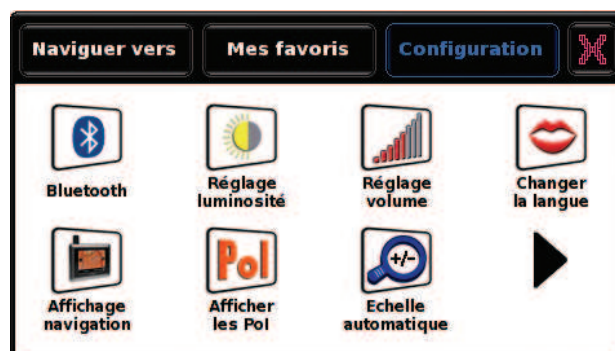 Naviguer vers Mes favoris Configuration
Bluetooth
Réglage
luminosité
Réglage
volume
Changer
la langue
Affichage
navigation
PoI
Afficher
les PoI
+/-
Echelle
automatique